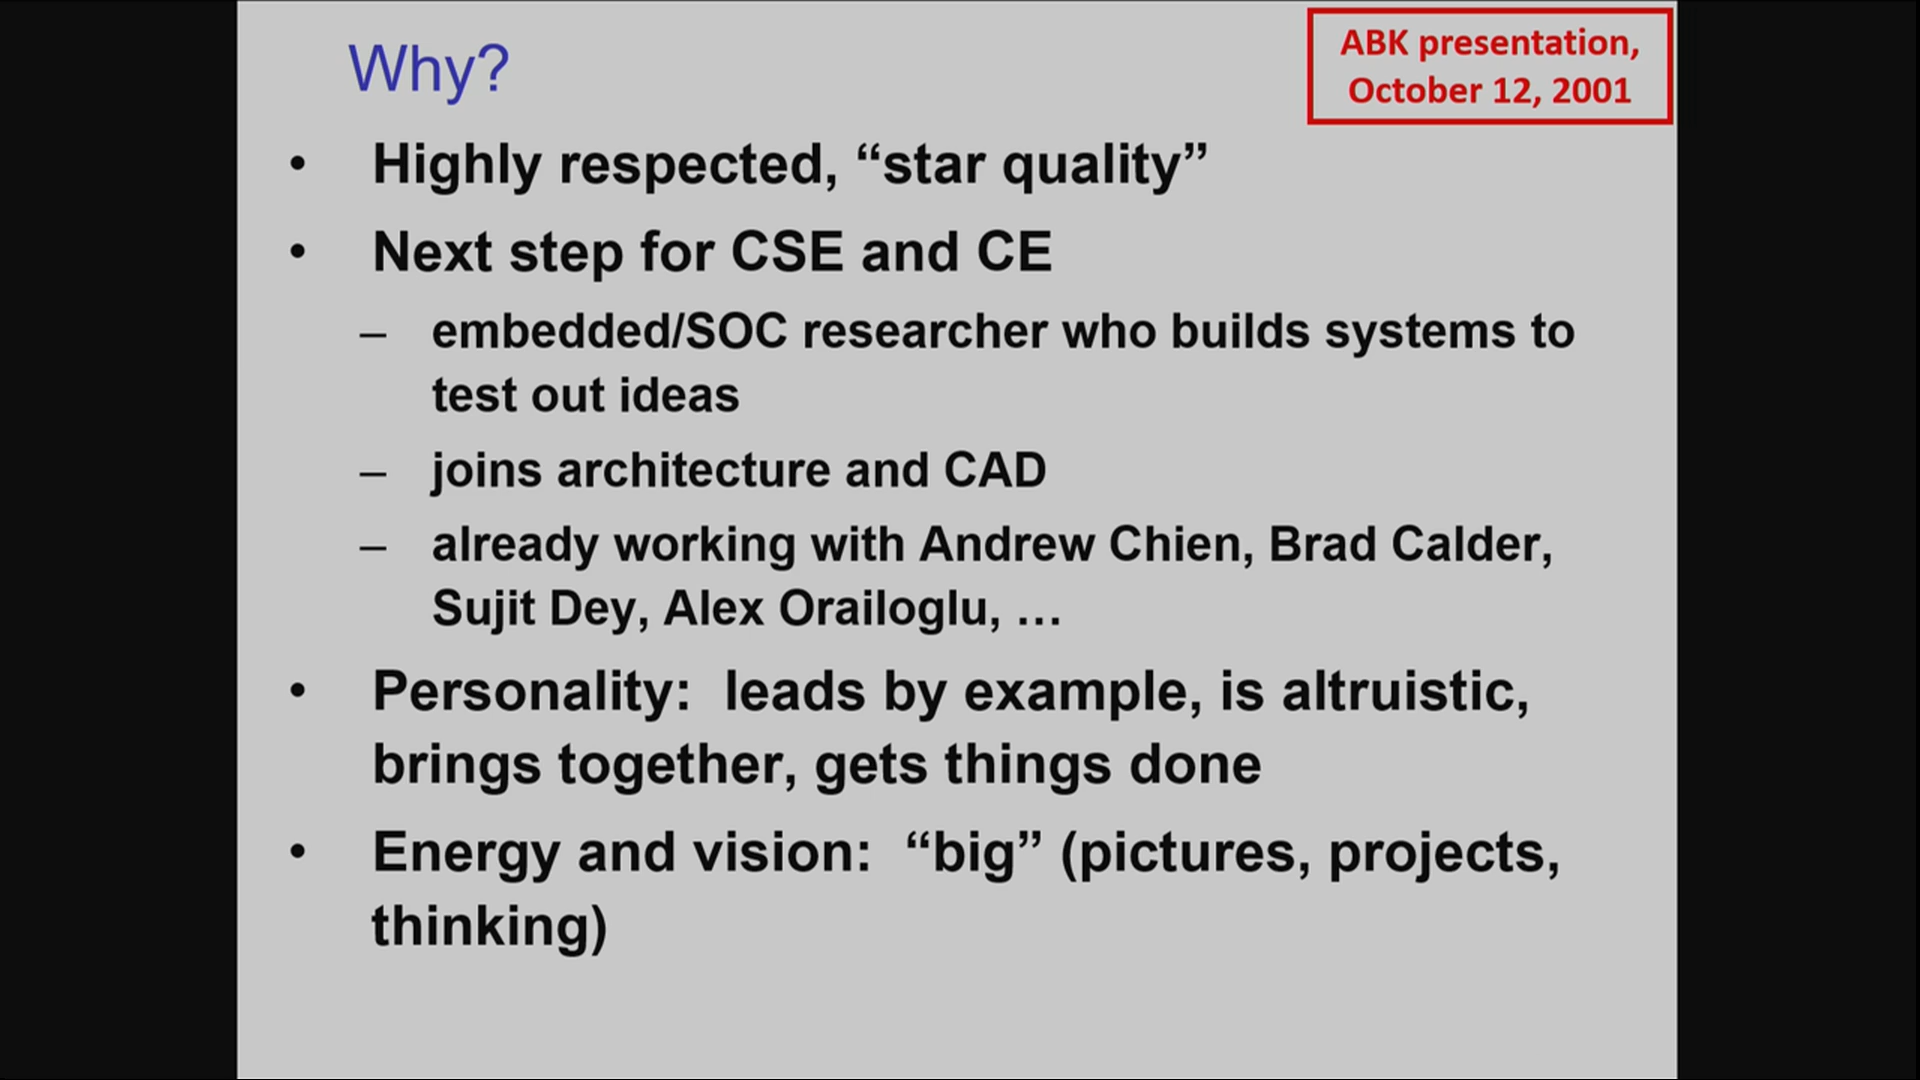 Why?
ABK presentation,
October 12, 2001
• Highly respected, “star quality”
• Next step for CSE and CE
– embedded/SOC researcher who builds systems to
test out ideas
– joins architecture and CAD
– already working with Andrew Chien, Brad Calder,
Sujit Dey, Alex Orailoglu, …
• Personality:  leads by example, is altruistic,
brings together, gets things done
• Energy and vision:  “big” (pictures, projects,
thinking)